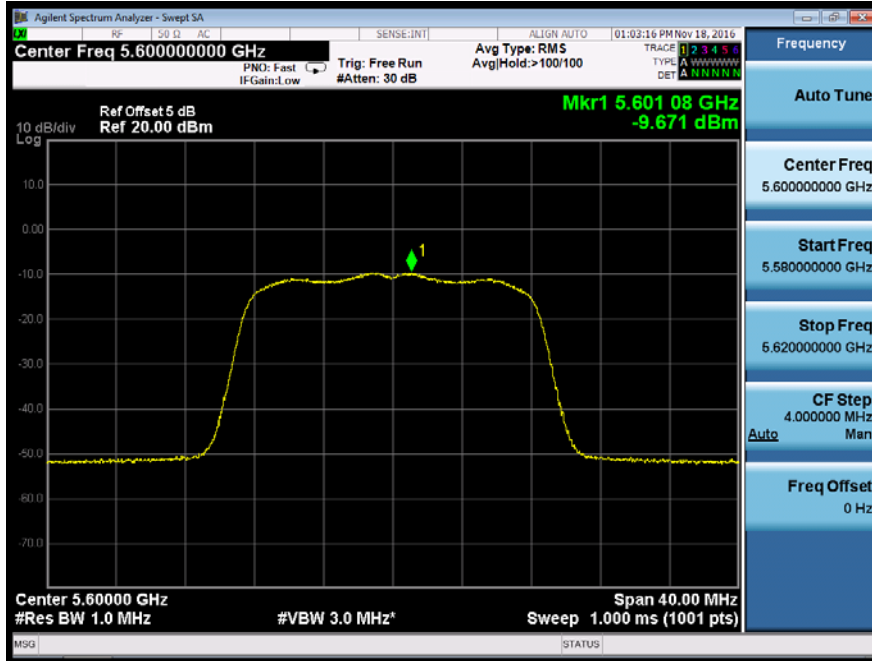 Agilent Spectrum Analyzer - Swept SA
LXI RF 50 Ω AC SENSE:INT ALIGN AUTO 01:03:16 PM Nov 18, 2016
Center Freq 5.600000000 GHz
PNO: Fast
IFGain:Low
Trig: Free Run
#Atten: 30 dB
Avg Type: RMS
Avg|Hold:>100/100
TRACE 1 2 3 4 5 6
TYPE A WWWWW
DET A N N N N N
Mkr1 5.601 08 GHz
-9.671 dBm
Ref Offset 5 dB
10 dB/div Ref 20.00 dBm
Log
10.0
0.00
1
-10.0
-20.0
-30.0
-40.0
-50.0
-60.0
-70.0
Center 5.60000 GHz Span 40.00 MHz
#Res BW 1.0 MHz #VBW 3.0 MHz* Sweep 1.000 ms (1001 pts)
MSG STATUS
Frequency
Auto Tune
Center Freq
5.600000000 GHz
Start Freq
5.580000000 GHz
Stop Freq
5.620000000 GHz
CF Step
4.000000 MHz
Auto Man
Freq Offset
0 Hz